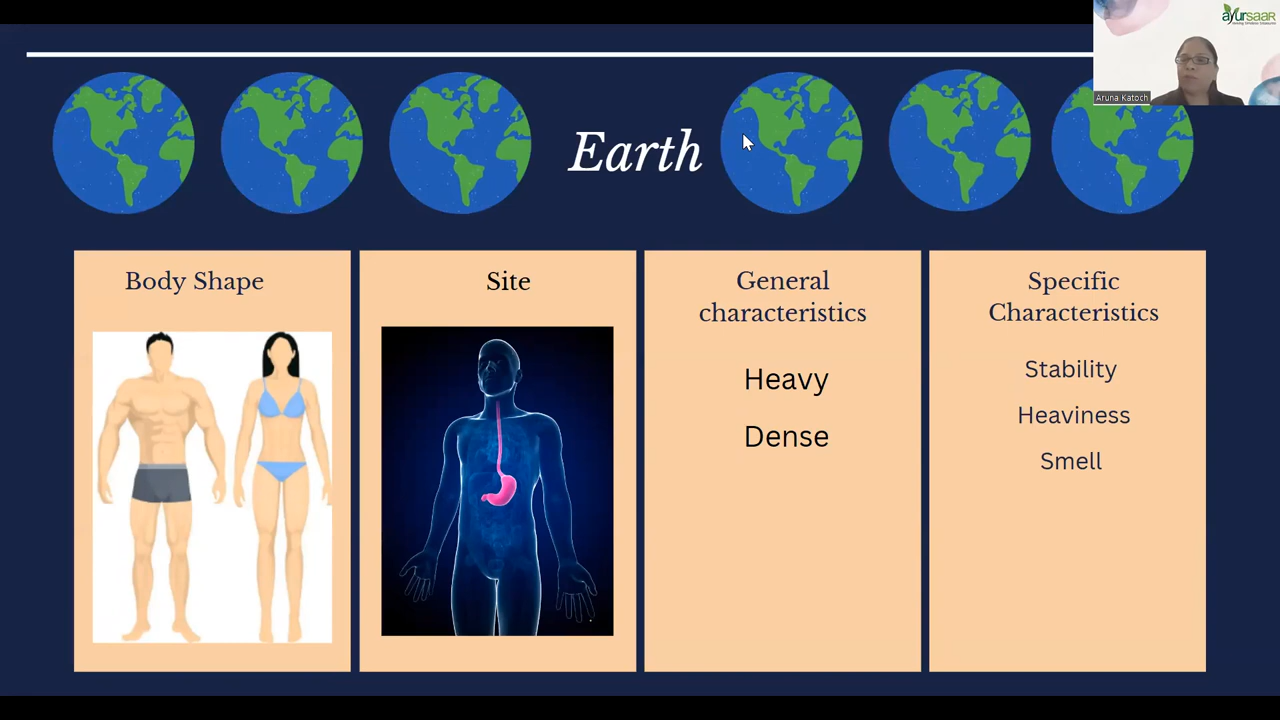 ayurSAAR
Aruna Katoch
Earth
Body Shape
Site
General
characteristics
Heavy
Dense
Specific
Characteristics
Stability
Heaviness
Smell